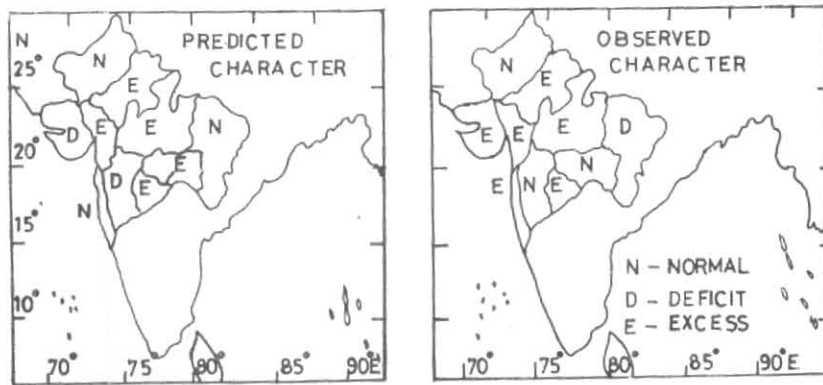 N
PREDICTED
CHARACTER
N
25°
E
E
N
D
E
20°
D
E
E
N
15°
10°
70° 75° 80° 85° 90E°
OBSERVED
CHARACTER
N
E
E
D
E
E
N
E
N
E
N - NORMAL
D - DEFICIT
E - EXCESS
70° 75° 80° 85° 90°E